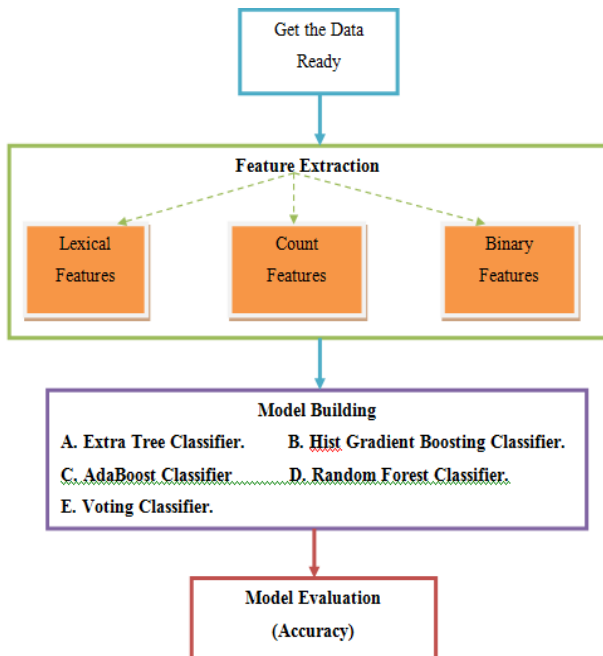 Get the Data
Ready
Feature Extraction
Lexical
Features
Count
Features
Binary
Features
Model Building
A. Extra Tree Classifier. B. Hist Gradient Boosting Classifier.
C. AdaBoost Classifier D. Random Forest Classifier.
E. Voting Classifier.
Model Evaluation
(Accuracy)